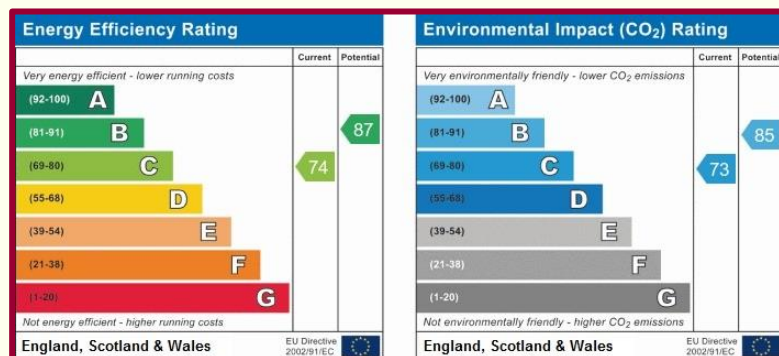 Energy Efficiency Rating
Current Potential
Very energy efficient - lower running costs
(92-100) A
(81-91) B
87
(69-80) C
74
(55-68) D
(39-54) E
(21-38) F
(1-20) G
Not energy efficient - higher running costs
England, Scotland & Wales
EU Directive
2002/91/EC
Environmental Impact (CO₂) Rating
Current Potential
Very environmentally friendly - lower CO₂ emissions
(92-100) A
(81-91) B
85
(69-80) C
73
(55-68) D
(39-54) E
(21-38) F
(1-20) G
Not environmentally friendly - higher CO₂ emissions
England, Scotland & Wales
EU Directive
2002/91/EC